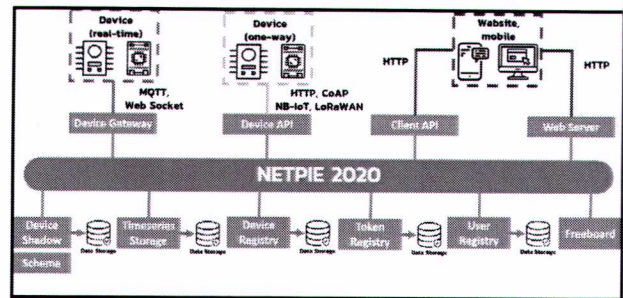 Device
(real-time)
Device
(one-way)
Website,
mobile
HTTP
HTTP
MQTT,
Web Socket
HTTP, CoAP
NB-IoT, LoRaWAN
Device Gateway
Device API
Client API
Web Server
NETPIE 2020
Device
Shadow
Data Storage
Timeseries
Storage
Data Storage
Device
Registry
Data Storage
Token
Registry
Data Storage
User
Registry
Data Storage
Freeboard
Scheme